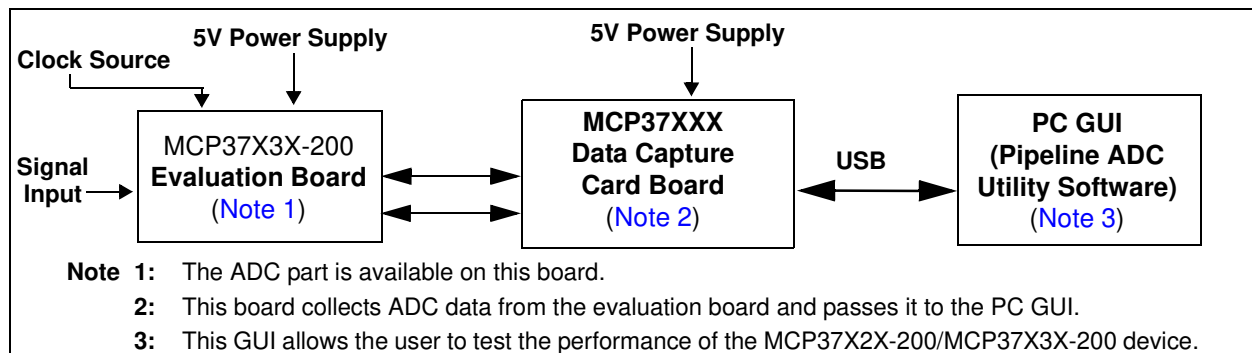 5V Power Supply
5V Power Supply
Clock Source
MCP37X3X-200
Evaluation Board
(Note 1)
Signal
Input
MCP37XXX
Data Capture
Card Board
(Note 2)
USB
PC GUI
(Pipeline ADC
Utility Software)
(Note 3)
Note 1: The ADC part is available on this board.
2: This board collects ADC data from the evaluation board and passes it to the PC GUI.
3: This GUI allows the user to test the performance of the MCP37X2X-200/MCP37X3X-200 device.